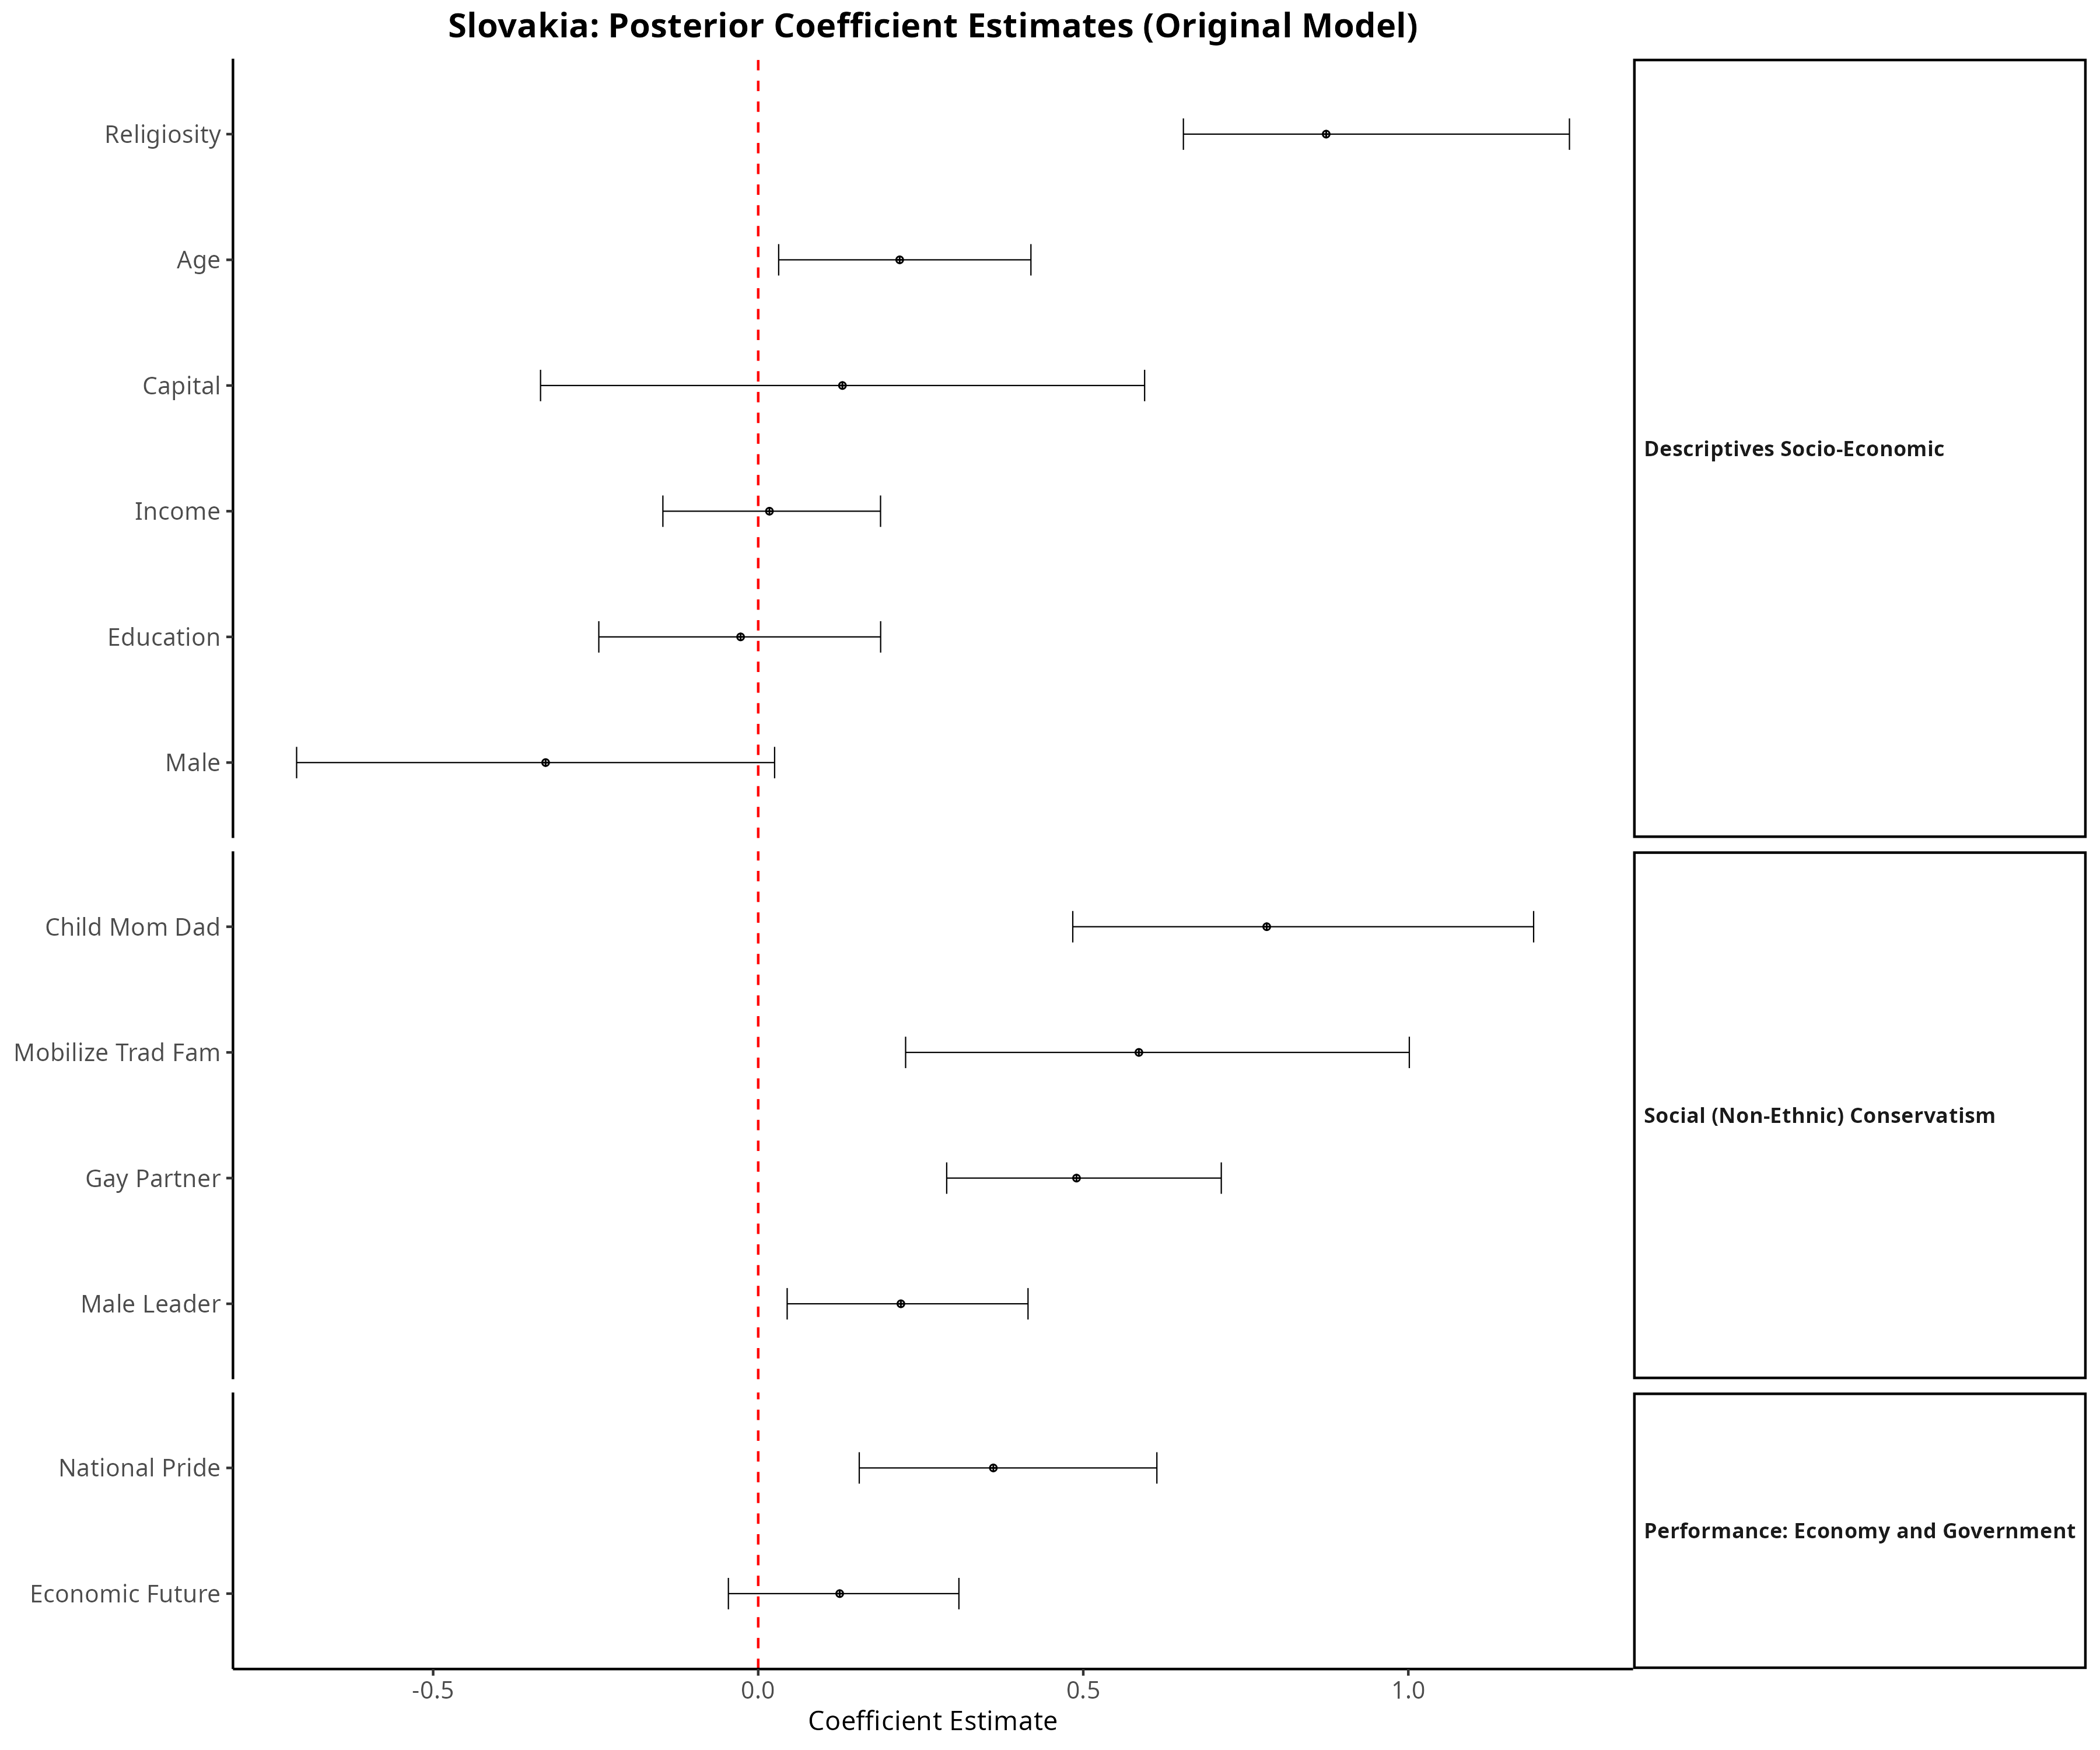 Slovakia: Posterior Coefficient Estimates (Original Model)
Religiosity
Age
Capital
Income
Education
Male
Descriptives Socio-Economic
Child Mom Dad
Mobilize Trad Fam
Gay Partner
Male Leader
Social (Non-Ethnic) Conservatism
National Pride
Economic Future
Performance: Economy and Government
-0.5 0.0 0.5 1.0
Coefficient Estimate